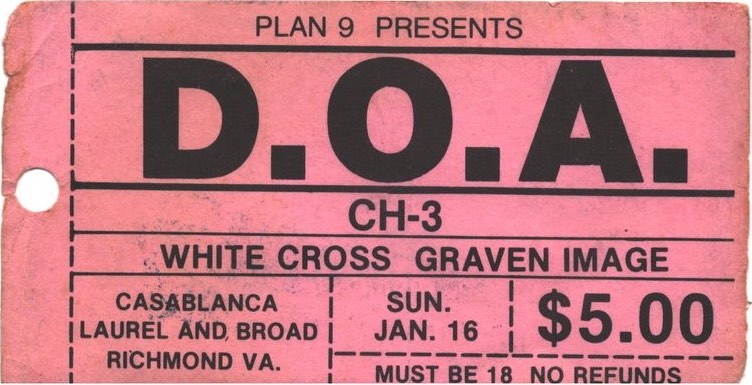 PLAN 9 PRESENTS
D.O.A.
CH-3
WHITE CROSS GRAVEN IMAGE
CASABLANCA
LAUREL AND BROAD
RICHMOND VA.
SUN.
JAN. 16
$5.00
MUST BE 18 NO REFUNDS